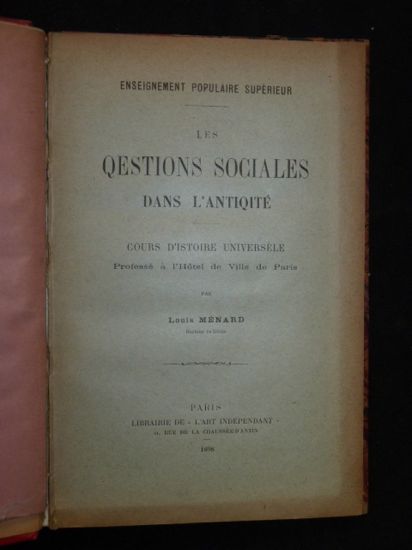 ENSEIGNEMENT POPULAIRE SUPÉRIEUR
LES
QESTIONS SOCIALES
DANS L'ANTIQITÉ
COURS D'ISTOIRE UNIVERSÈLE
Professé à l'Hôtel de Ville de Paris
PAR
Louis MÉNARD
PARIS
LIBRAIRIE DE « L'ART INDÉPENDANT »
11, RUE DE LA CHAUSSÉE-D'ANTIN
1898